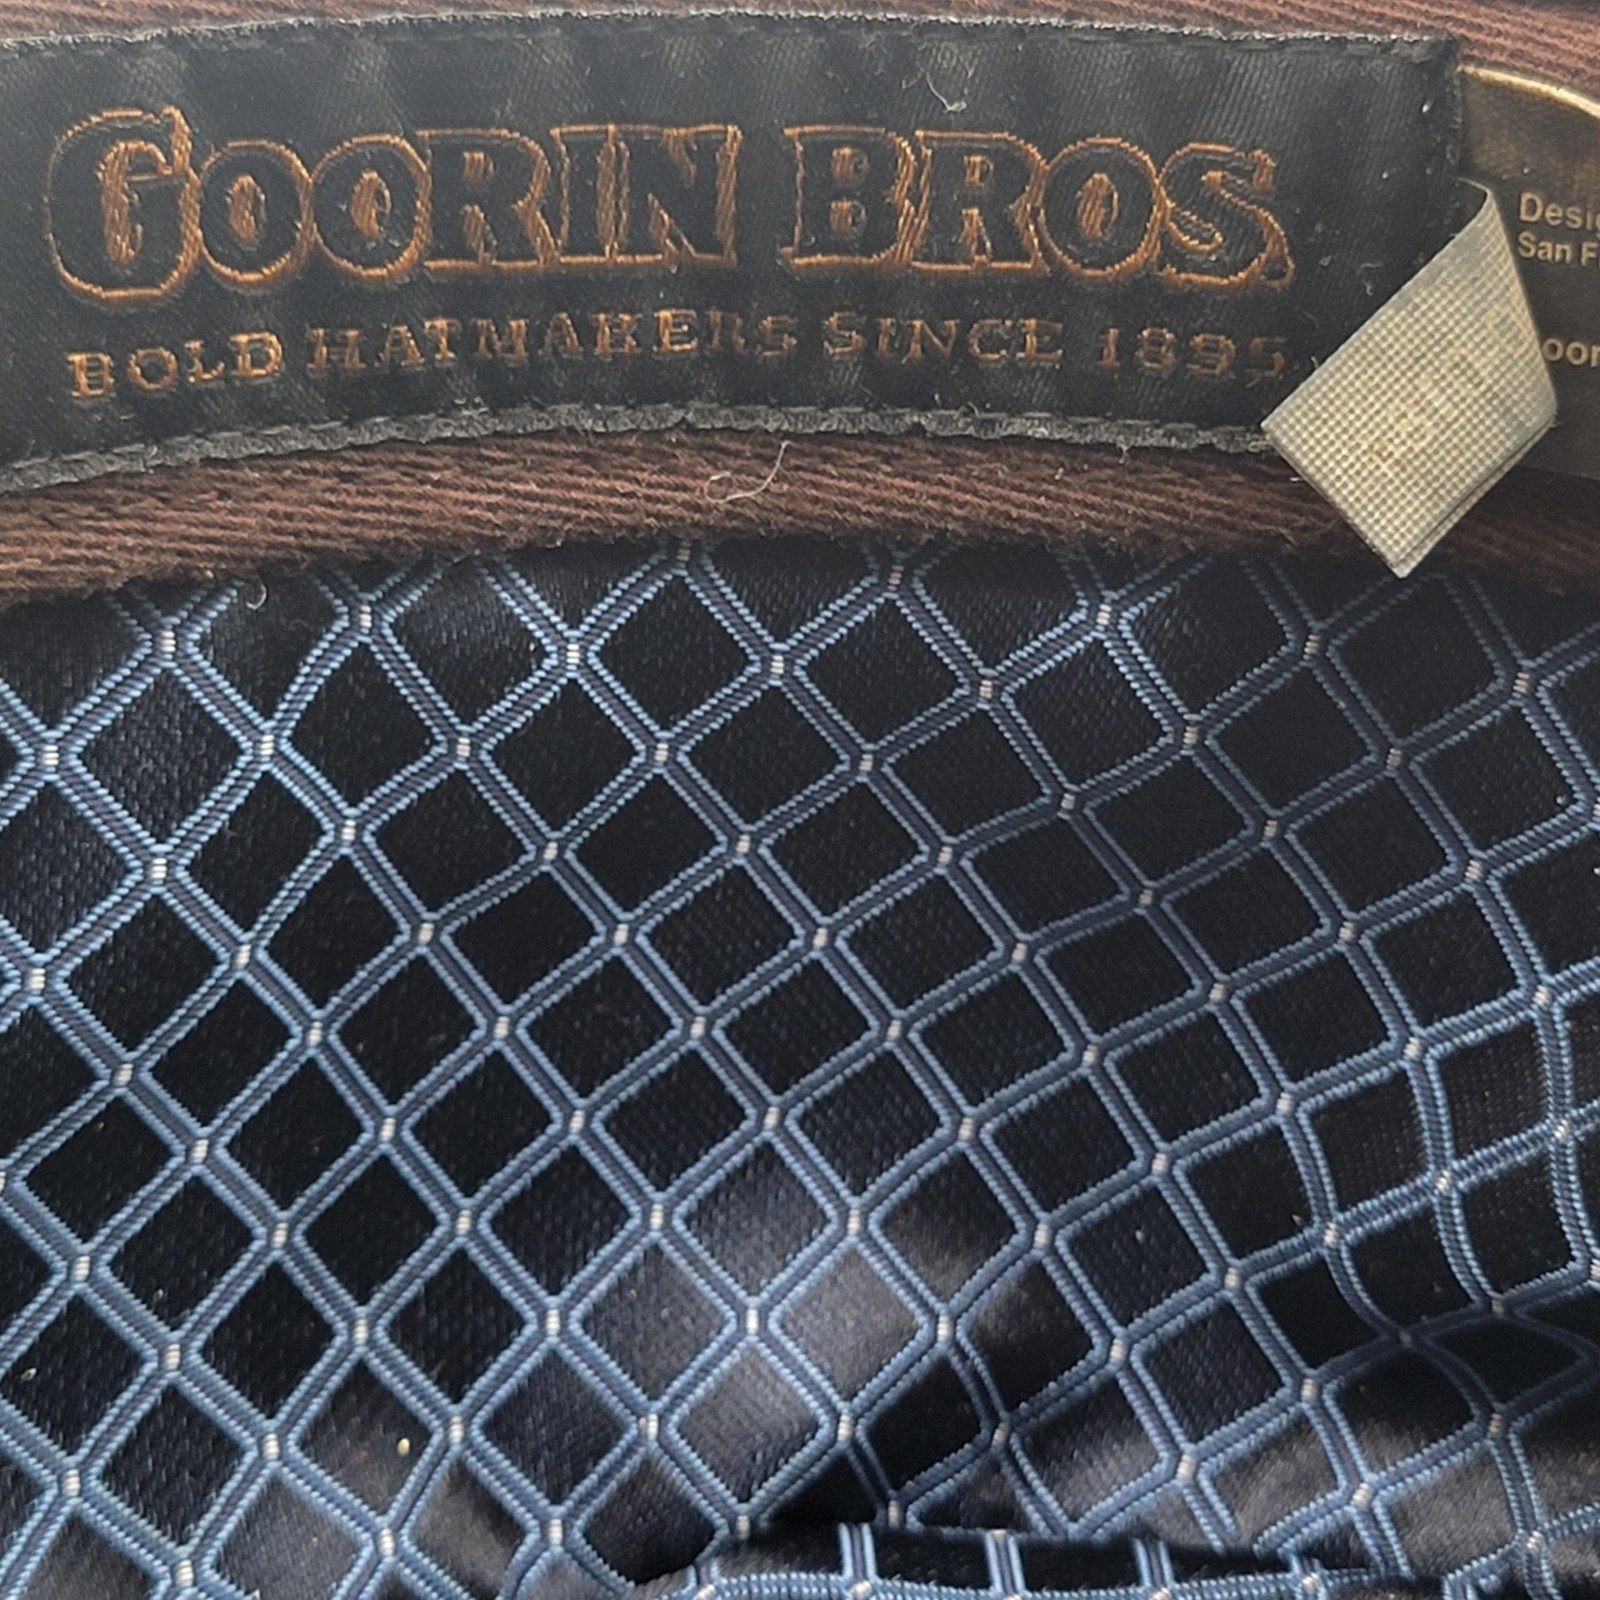 GOORIN BROS.
BOLD HATMAKERS SINCE 1895